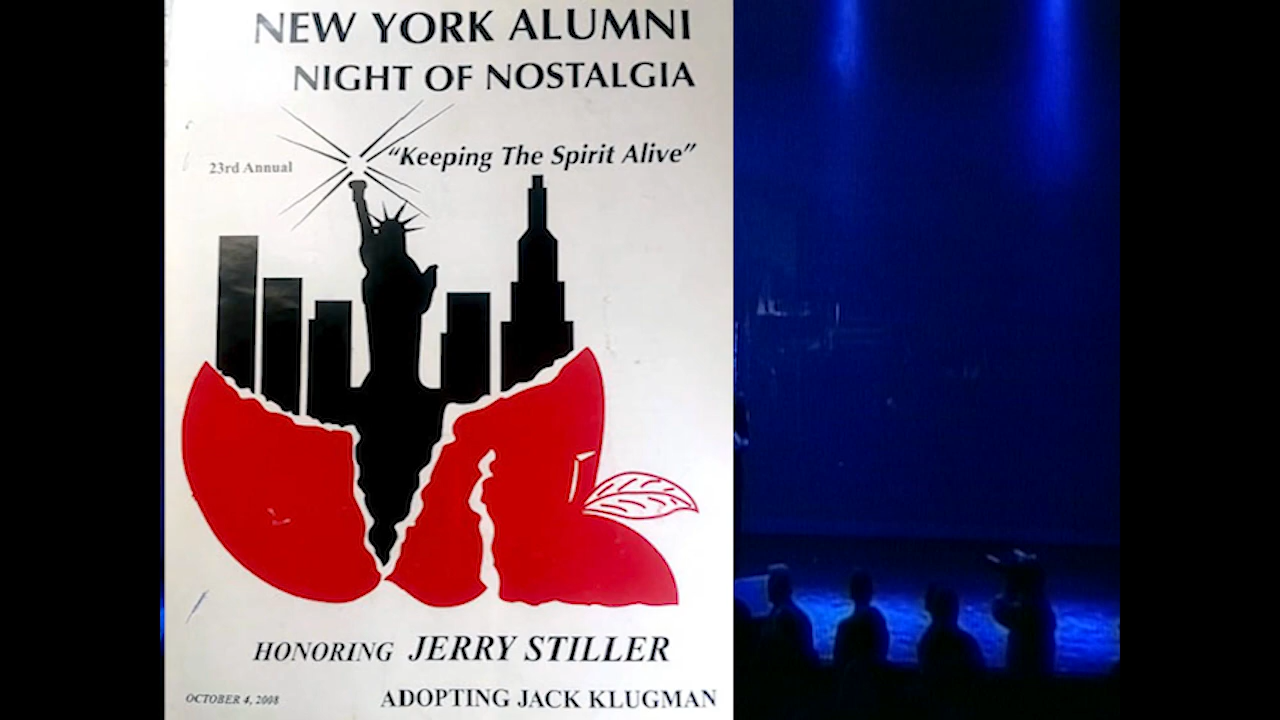 NEW YORK ALUMNI
NIGHT OF NOSTALGIA
23rd Annual
"Keeping The Spirit Alive"
HONORING JERRY STILLER
OCTOBER 4, 2008
ADOPTING JACK KLUGMAN